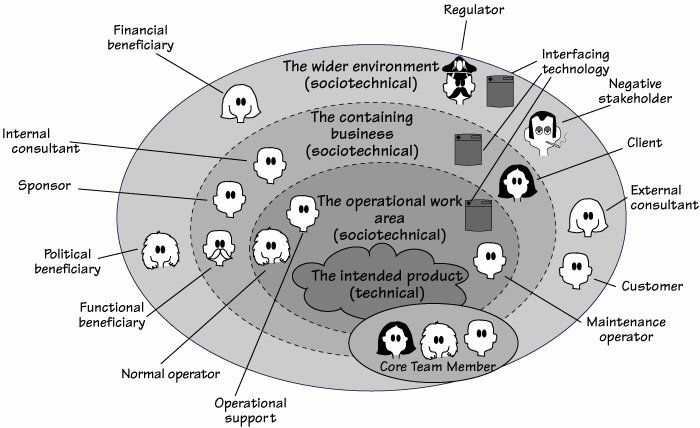 Regulator
Financial
beneficiary
Interfacing
technology
The wider environment
(sociotechnical)
Negative
stakeholder
The containing
business
(sociotechnical)
Internal
consultant
Client
Sponsor
External
consultant
The operational work
area
(sociotechnical)
Political
beneficiary
The intended product
(technical)
Customer
Functional
beneficiary
Maintenance
operator
Normal operator
Core Team Member
Operational
support